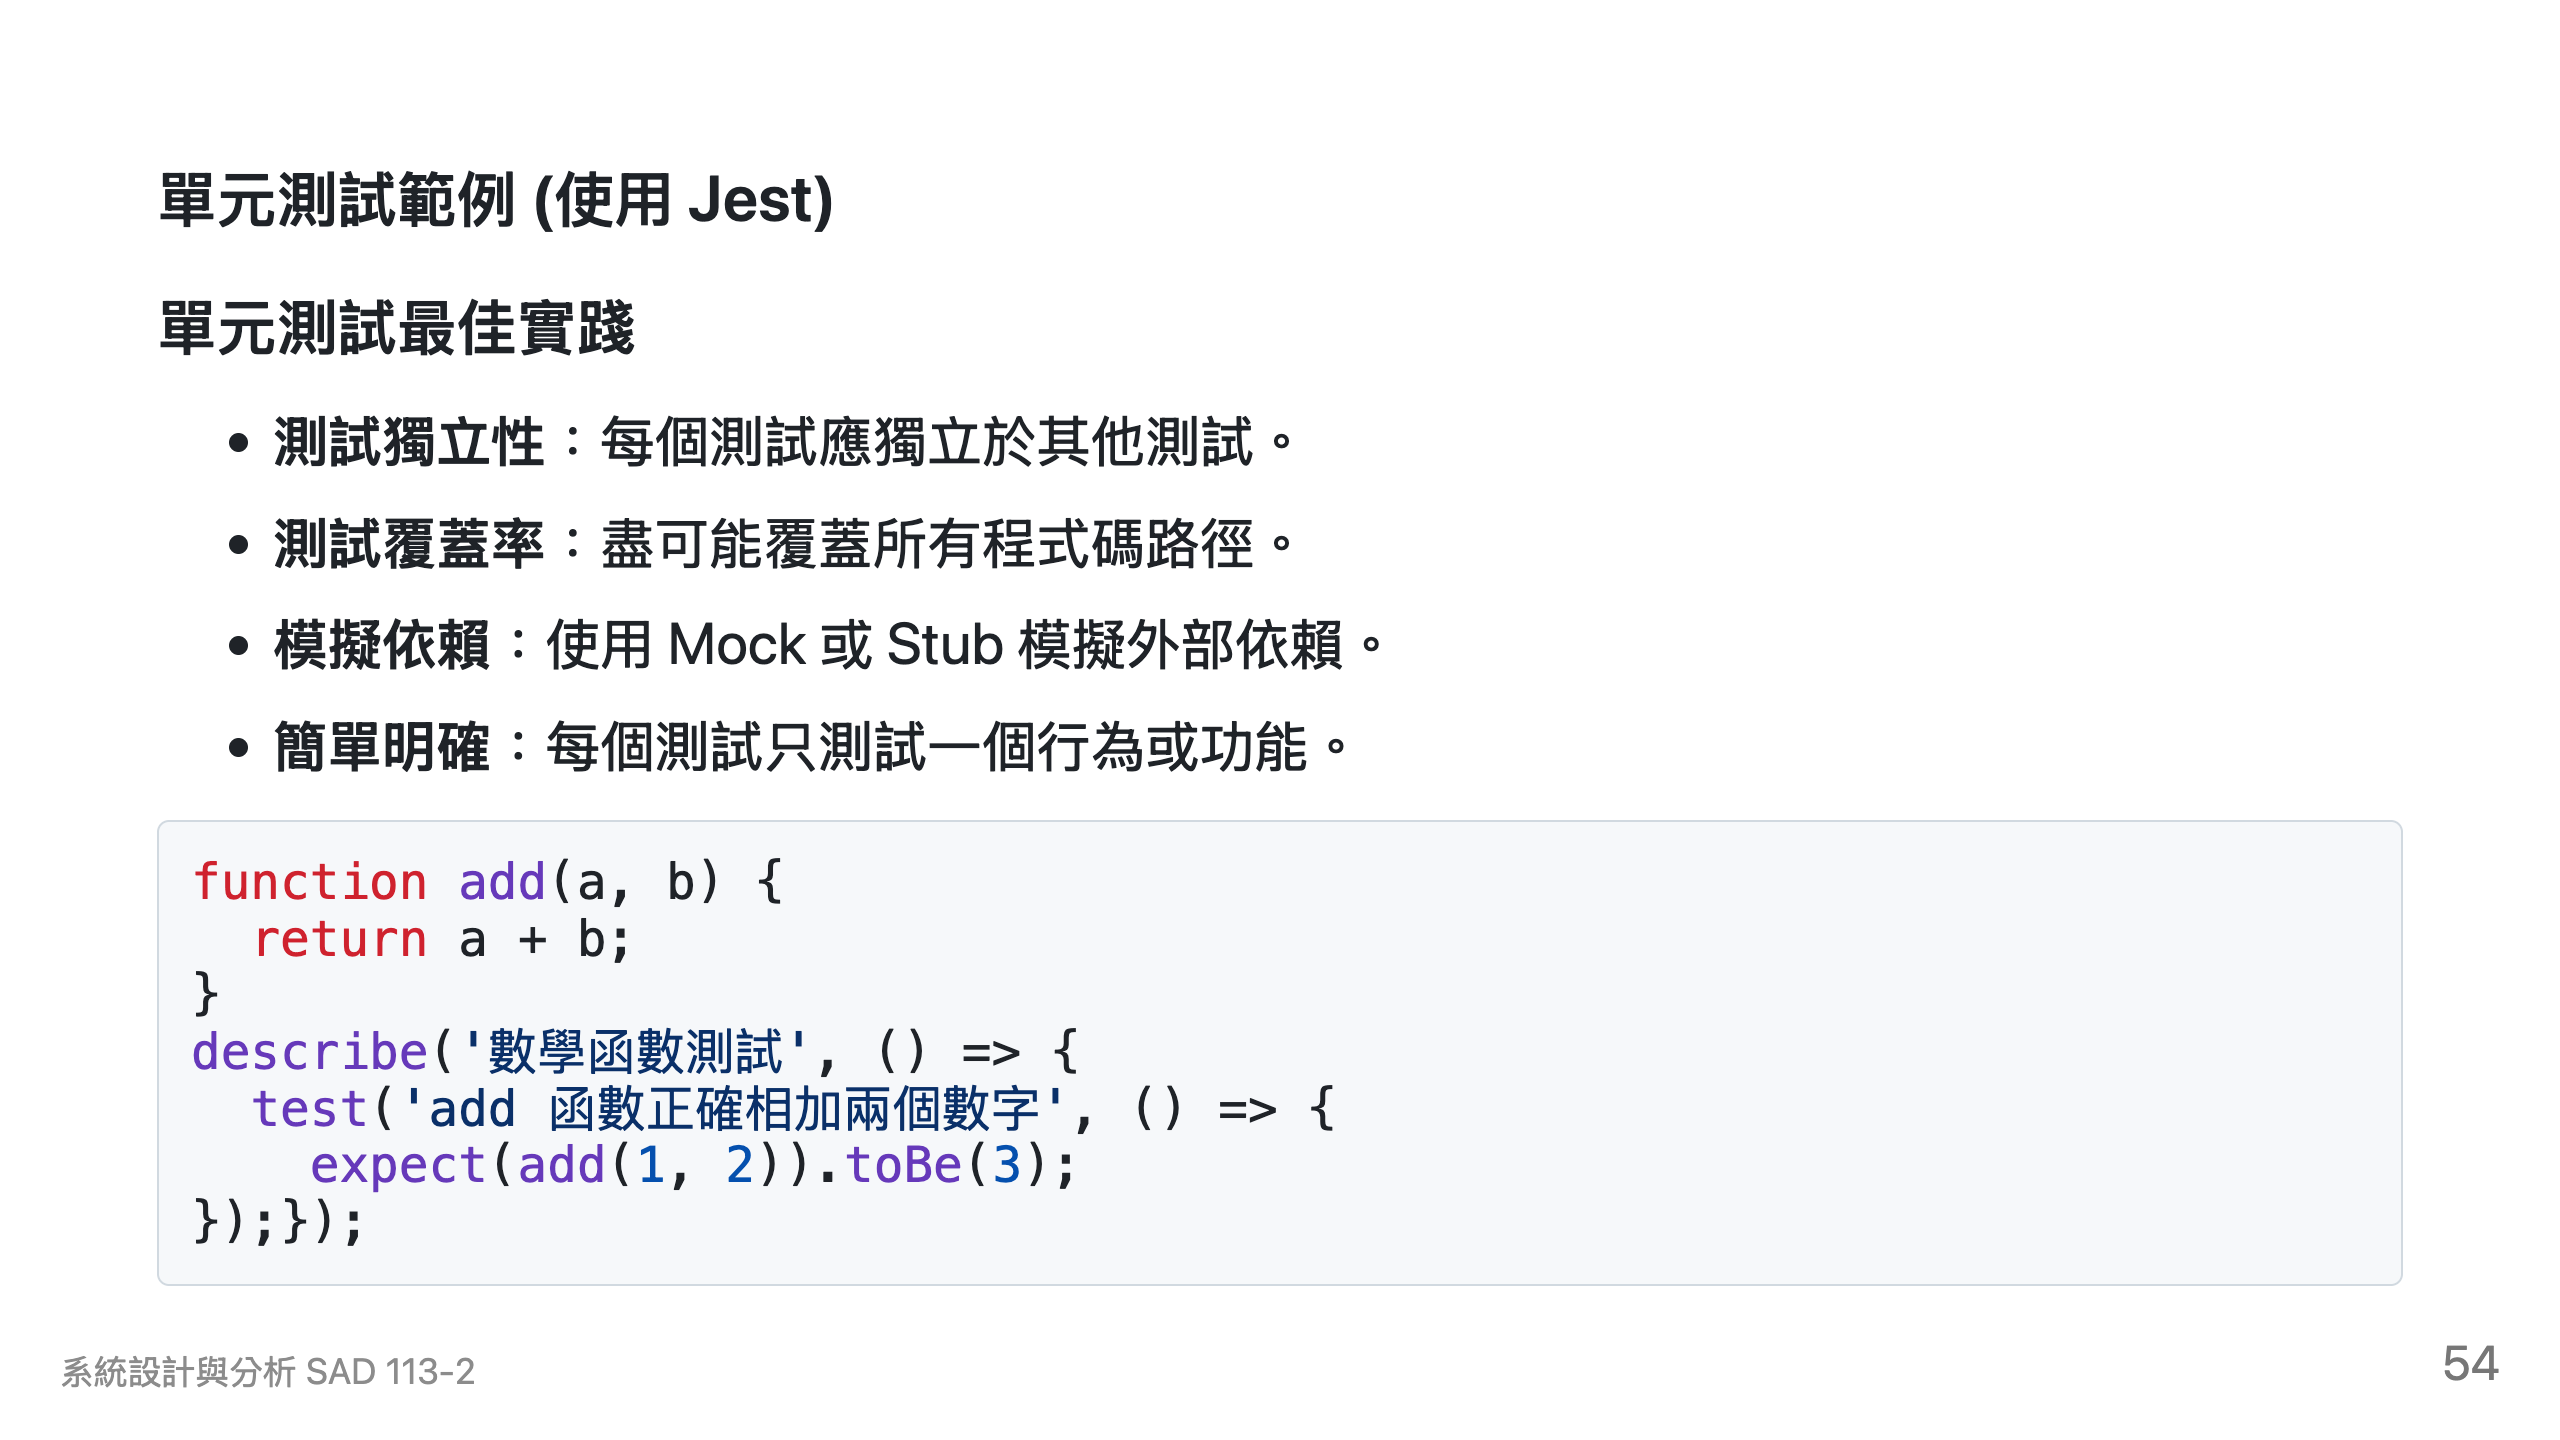 單元測試範例 (使用 Jest)
單元測試最佳實踐
• 測試獨立性：每個測試應獨立於其他測試。
• 測試覆蓋率：盡可能覆蓋所有程式碼路徑。
• 模擬依賴：使用 Mock 或 Stub 模擬外部依賴。
• 簡單明確：每個測試只測試一個行為或功能。
function add(a, b) {
  return a + b;
}
describe('數學函數測試', () => {
  test('add 函數正確相加兩個數字', () => {
    expect(add(1, 2)).toBe(3);
});});
系統設計與分析 SAD 113-2
54